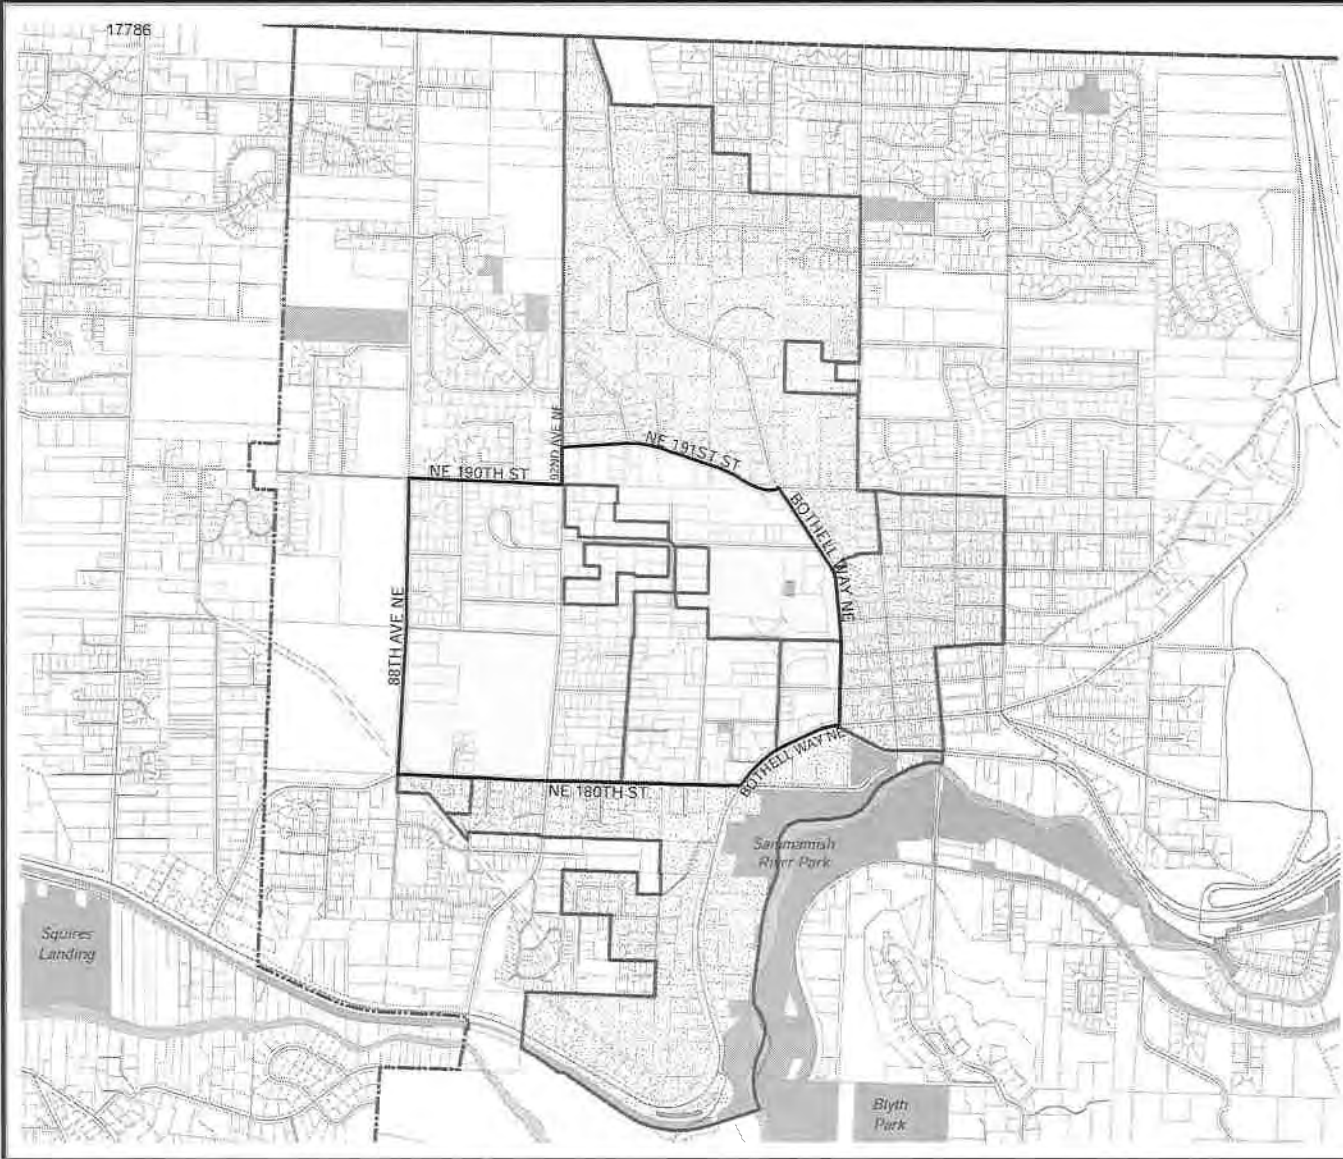 17786
92ND AVE NE
NE 191ST ST
NE 190TH ST
BOTHELL WAY NE
88TH AVE NE
BOTHELL WAY NE
NE 180TH ST
Sammamish
River Park
Squires
Landing
Blyth
Park